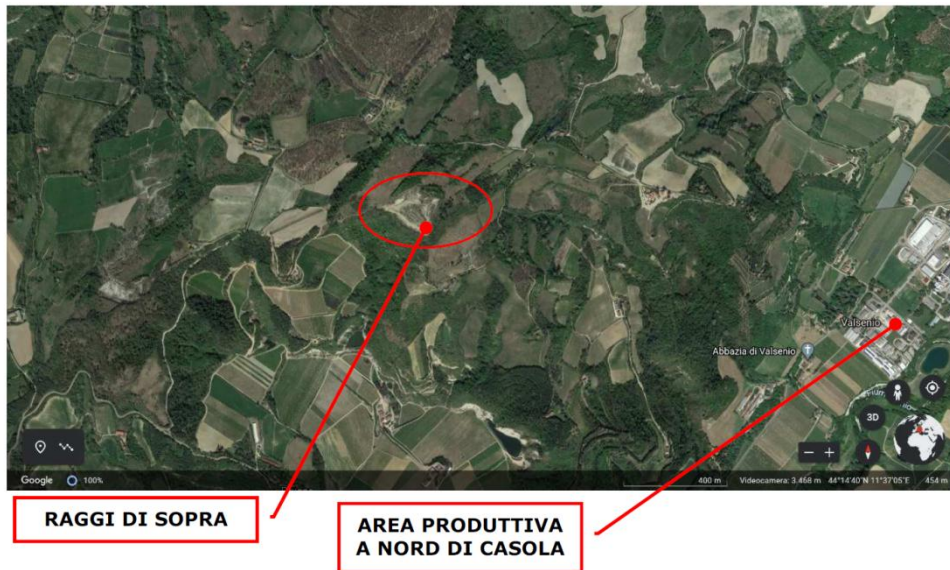 Valsenio
Abbazia di Valsenio
3D
Google
100%
400 m
Videocamera: 3.468 m 44°14'40"N 11°37'05"E
454 m
RAGGI DI SOPRA
AREA PRODUTTIVA
A NORD DI CASOLA